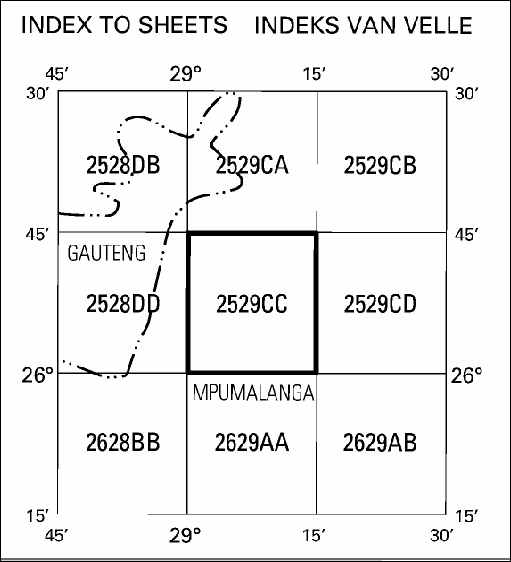 INDEX TO SHEETS INDEKS VAN VELLE
45′ 29° 15′ 30′
30′ 30′
2528DB 2529CA 2529CB
45′ 45′
GAUTENG
2528DD 2529CC 2529CD
26° 26°
MPUMALANGA
2628BB 2629AA 2629AB
15′ 15′
45′ 29° 15′ 30′